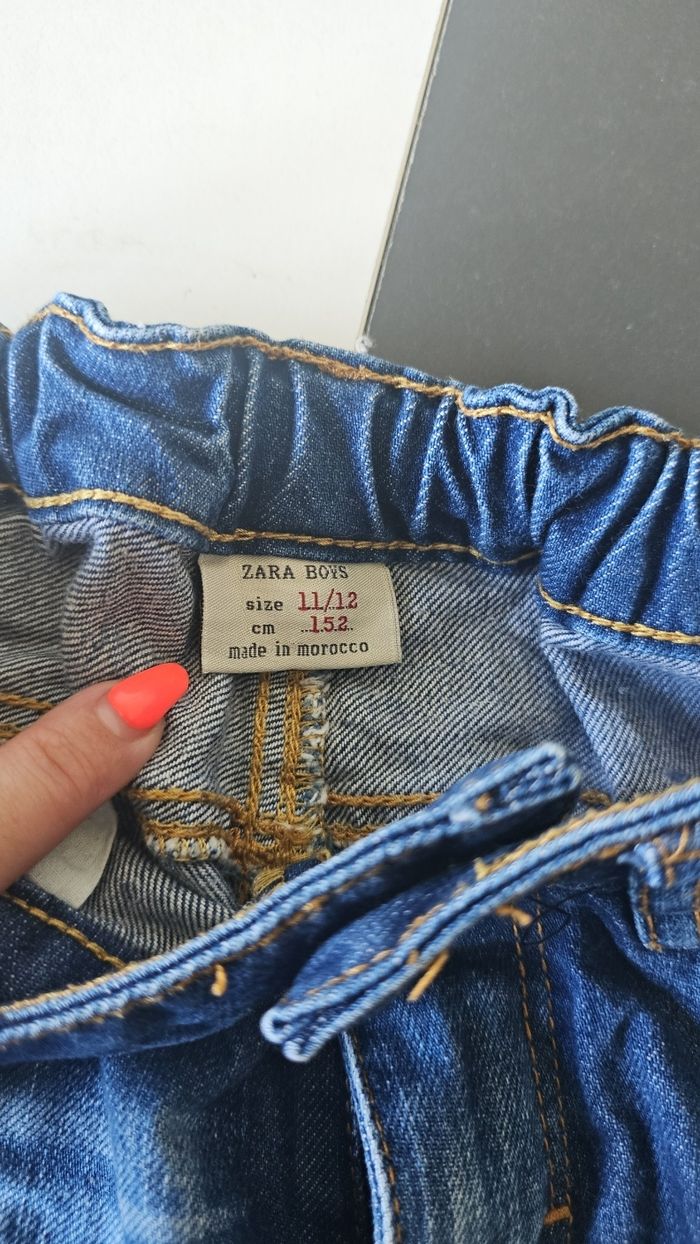 ZARA BOYS
size 11/12
cm 152
made in morocco